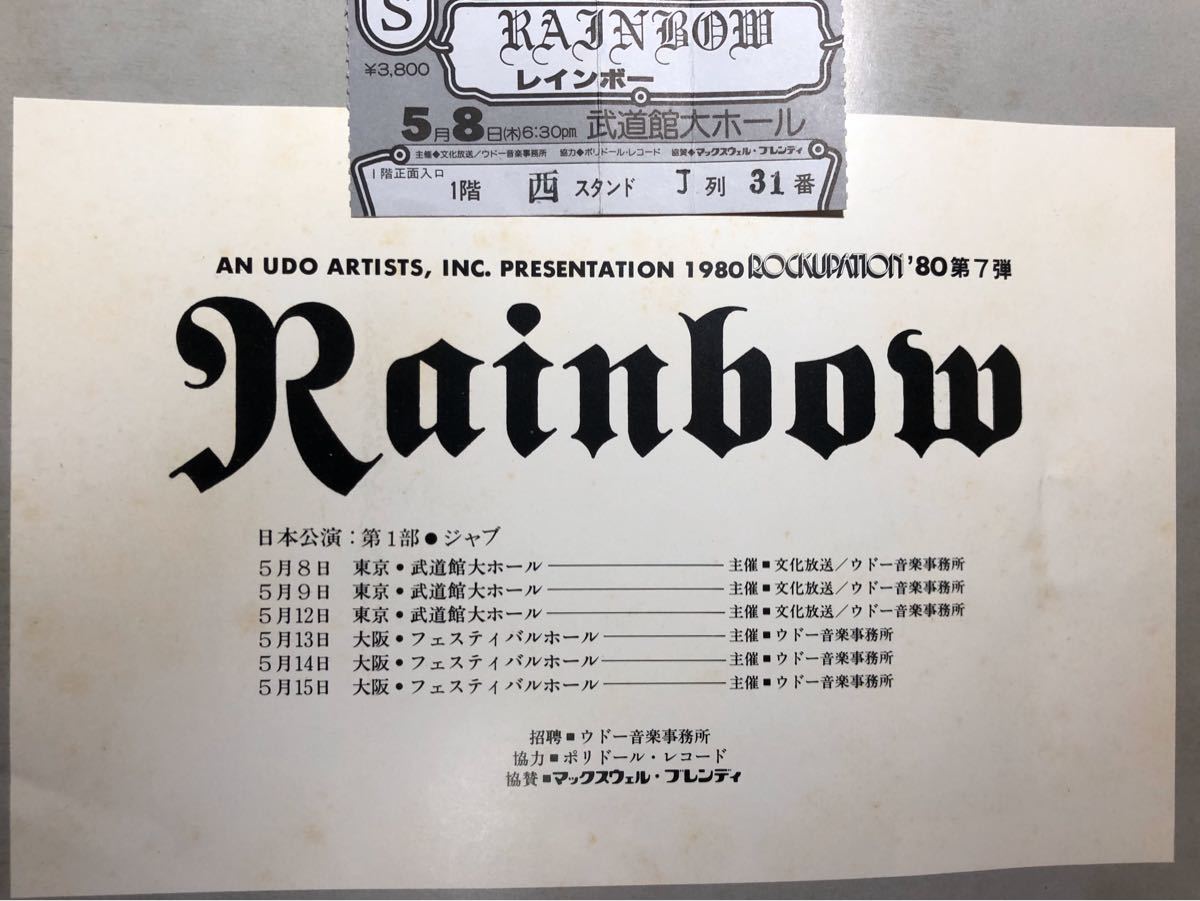 S
RAINBOW
¥3,800
レインボー
5月8日(木)6:30pm 武道館大ホール
主催◆文化放送/ウドー音楽事務所 協力◆ポリドール・レコード 協賛◆マックスウェル・ブレンディ
1階正面入口
1階 西 スタンド J 列 31 番
AN UDO ARTISTS, INC. PRESENTATION 1980 ROCKUPATION '80 第7弾
Rainbow
日本公演:第1部●ジャブ
5月8日 東京・武道館大ホール――主催■文化放送/ウドー音楽事務所
5月9日 東京・武道館大ホール――主催■文化放送/ウドー音楽事務所
5月12日 東京・武道館大ホール――主催■文化放送/ウドー音楽事務所
5月13日 大阪・フェスティバルホール――主催■ウドー音楽事務所
5月14日 大阪・フェスティバルホール――主催■ウドー音楽事務所
5月15日 大阪・フェスティバルホール――主催■ウドー音楽事務所
招聘■ウドー音楽事務所
協力■ポリドール・レコード
協賛■マックスウェル・ブレンディ